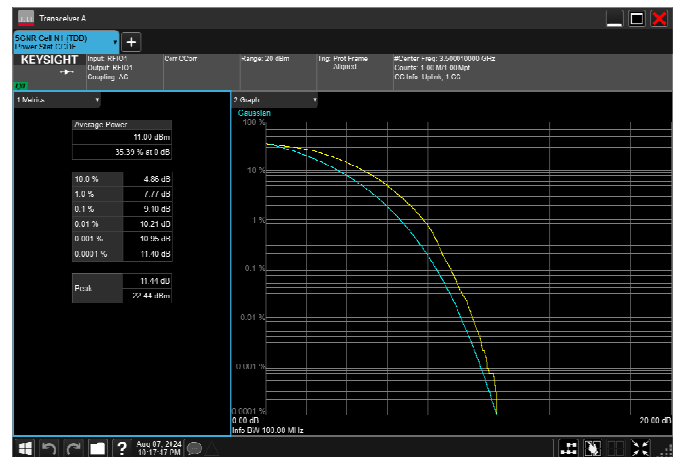 Transceiver A
5GNR Cell N1 (TDD)
Power Stat CCDF
+
KEYSIGHT
Input: RFIO1
Output: RFIO1
Coupling: AC
Corr CCorr
Range: 20 dBm
Trig: Prot Frame
Aligned
#Center Freq: 3.500010000 GHz
Counts: 1.00 M/1.00 Mpt
CC Info: Uplink, 1 CC
1 Metrics
Average Power
11.00 dBm
35.39 % at 0 dB
10.0 % 4.86 dB
1.0 % 7.77 dB
0.1 % 9.10 dB
0.01 % 10.21 dB
0.001 % 10.95 dB
0.0001 % 11.40 dB
Peak
11.44 dB
22.44 dBm
2 Graph
Gaussian
100 %
10 %
1 %
0.1 %
0.01 %
0.001 %
0.0001 %
0.00 dB
20.00 dB
Info BW 100.00 MHz
?
Aug 07, 2024
10:17:47 PM